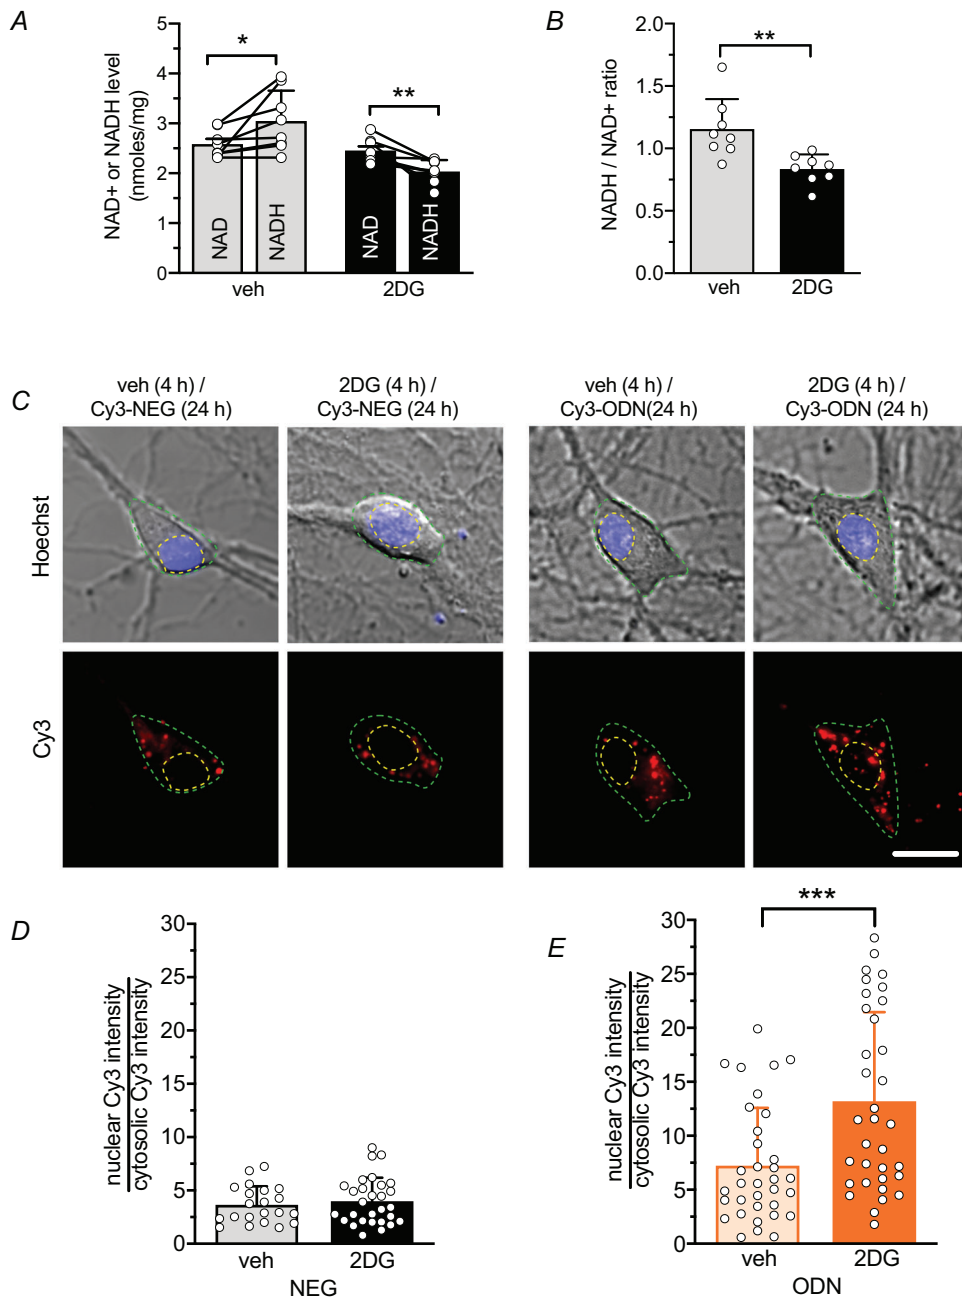 A
NAD+ or NADH level
(nmoles/mg)
5
4
3
2
1
0
*
**
NAD
NADH
NAD
NADH
veh
2DG
B
NADH / NAD+ ratio
2.0
1.5
1.0
0.5
0.0
**
veh
2DG
C
veh (4 h) /
Cy3-NEG (24 h)
2DG (4 h) /
Cy3-NEG (24 h)
veh (4 h) /
Cy3-ODN(24 h)
2DG (4 h) /
Cy3-ODN (24 h)
Hoechst
Cy3
D
nuclear Cy3 intensity
cytosolic Cy3 intensity
30
25
20
15
10
5
0
veh
2DG
NEG
E
nuclear Cy3 intensity
cytosolic Cy3 intensity
30
25
20
15
10
5
0
***
veh
2DG
ODN